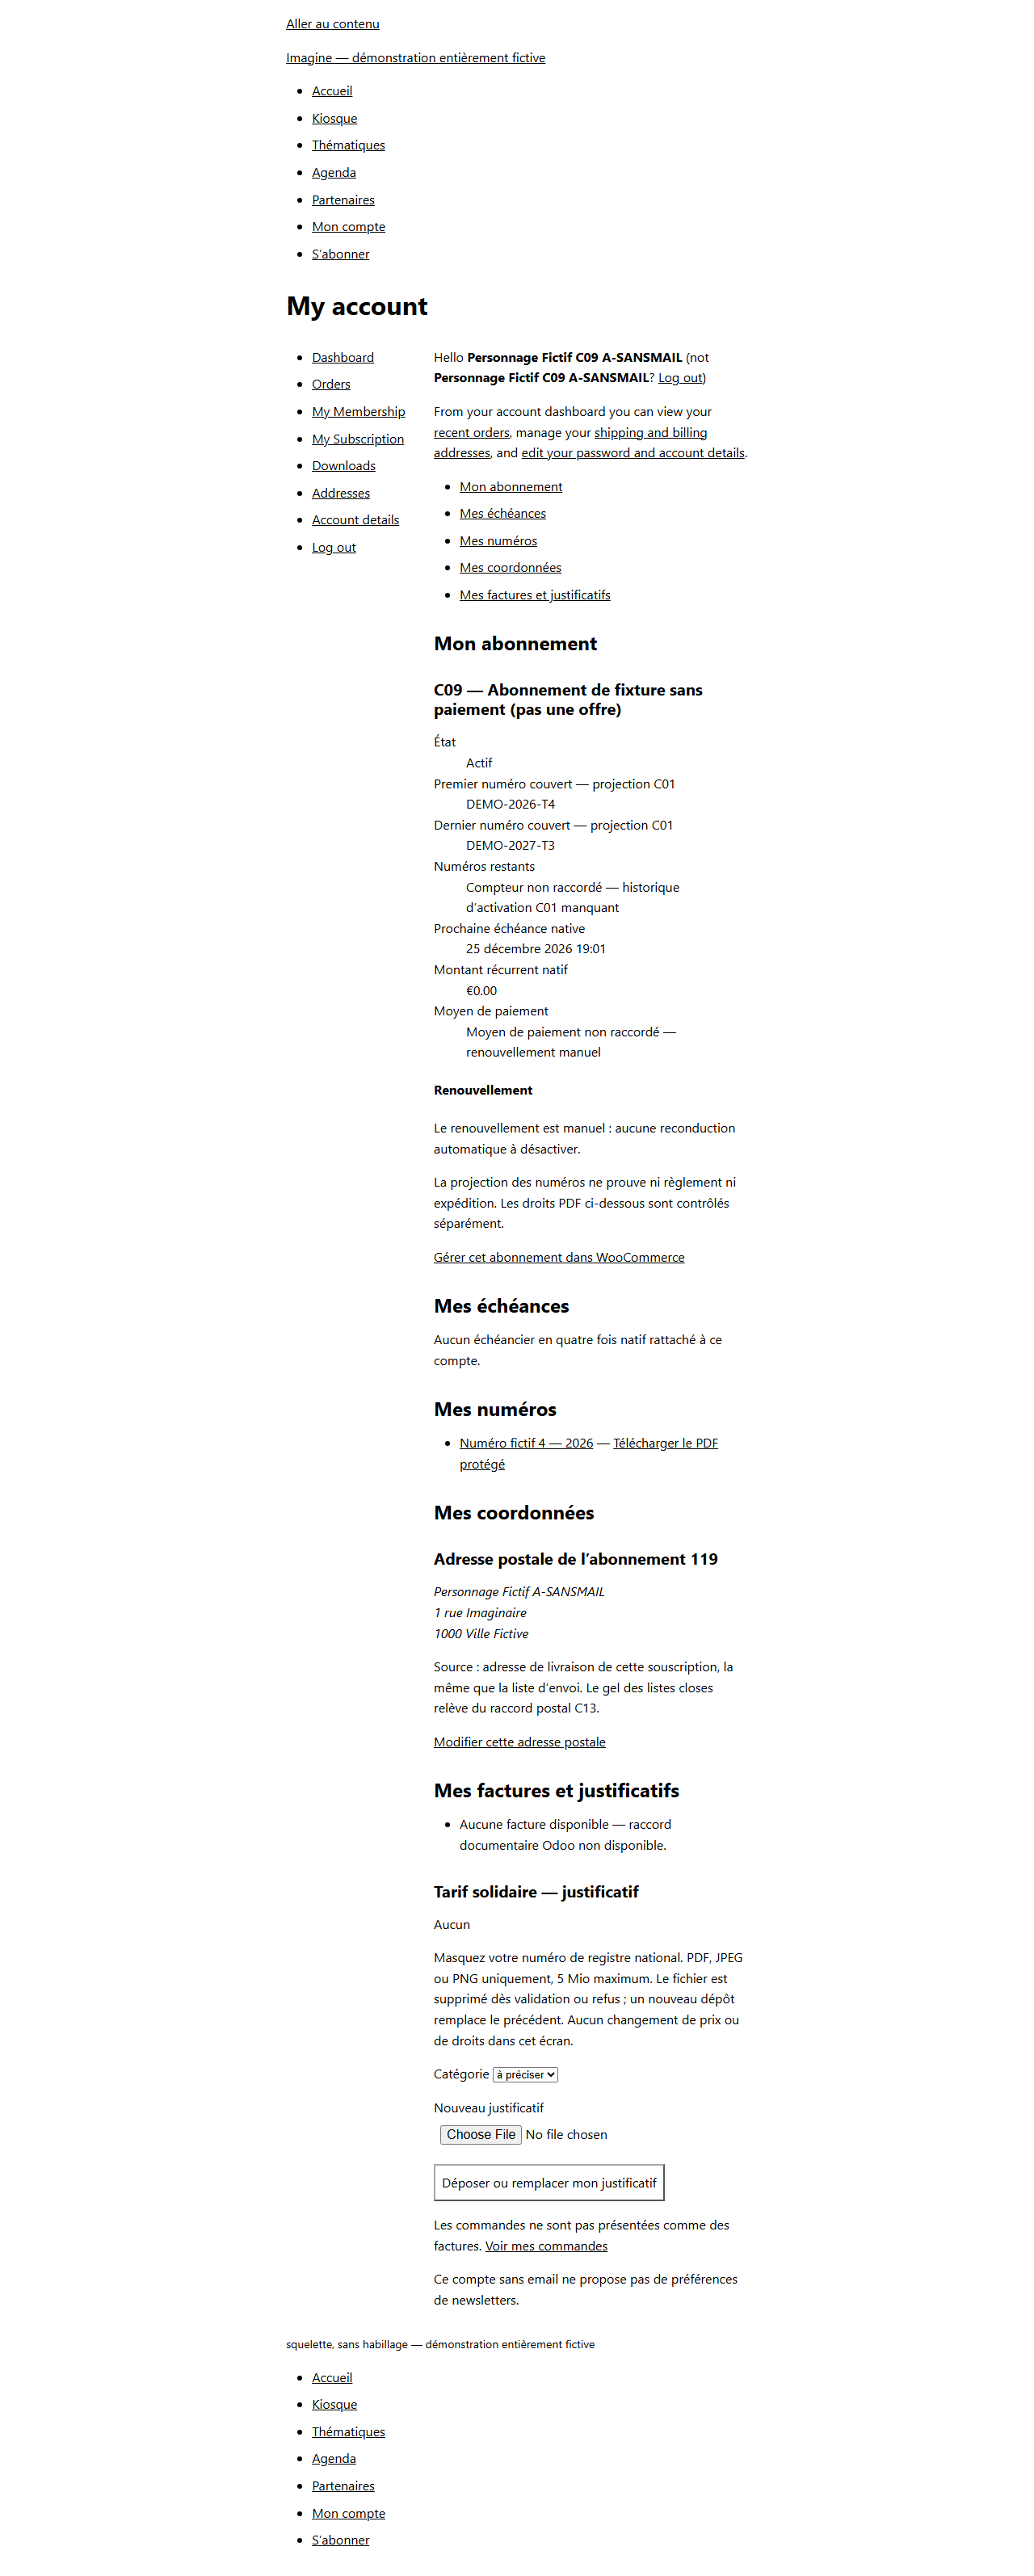 Aller au contenu
Imagine — démonstration entièrement fictive
Accueil
Kiosque
Thématiques
Agenda
Partenaires
Mon compte
S’abonner
My account
Dashboard
Orders
My Membership
My Subscription
Downloads
Addresses
Account details
Log out
Hello Personnage Fictif C09 A-SANSMAIL (not
Personnage Fictif C09 A-SANSMAIL? Log out)
From your account dashboard you can view your
recent orders, manage your shipping and billing
addresses, and edit your password and account details.
Mon abonnement
Mes échéances
Mes numéros
Mes coordonnées
Mes factures et justificatifs
Mon abonnement
C09 — Abonnement de fixture sans
paiement (pas une offre)
État
Actif
Premier numéro couvert — projection C01
DEMO-2026-T4
Dernier numéro couvert — projection C01
DEMO-2027-T3
Numéros restants
Compteur non raccordé — historique
d’activation C01 manquant
Prochaine échéance native
25 décembre 2026 19:01
Montant récurrent natif
€0.00
Moyen de paiement
Moyen de paiement non raccordé —
renouvellement manuel
Renouvellement
Le renouvellement est manuel : aucune reconduction
automatique à désactiver.
La projection des numéros ne prouve ni règlement ni
expédition. Les droits PDF ci-dessous sont contrôlés
séparément.
Gérer cet abonnement dans WooCommerce
Mes échéances
Aucun échéancier en quatre fois natif rattaché à ce
compte.
Mes numéros
Numéro fictif 4 — 2026 — Télécharger le PDF
protégé
Mes coordonnées
Adresse postale de l’abonnement 119
Personnage Fictif A-SANSMAIL
1 rue Imaginaire
1000 Ville Fictive
Source : adresse de livraison de cette souscription, la
même que la liste d’envoi. Le gel des listes closes
relève du raccord postal C13.
Modifier cette adresse postale
Mes factures et justificatifs
Aucune facture disponible — raccord
documentaire Odoo non disponible.
Tarif solidaire — justificatif
Aucun
Masquez votre numéro de registre national. PDF, JPEG
ou PNG uniquement, 5 Mio maximum. Le fichier est
supprimé dès validation ou refus ; un nouveau dépôt
remplace le précédent. Aucun changement de prix ou
de droits dans cet écran.
Catégorie à préciser
Nouveau justificatif
Choose File No file chosen
Déposer ou remplacer mon justificatif
Les commandes ne sont pas présentées comme des
factures. Voir mes commandes
Ce compte sans email ne propose pas de préférences
de newsletters.
squelette, sans habillage — démonstration entièrement fictive
Accueil
Kiosque
Thématiques
Agenda
Partenaires
Mon compte
S’abonner